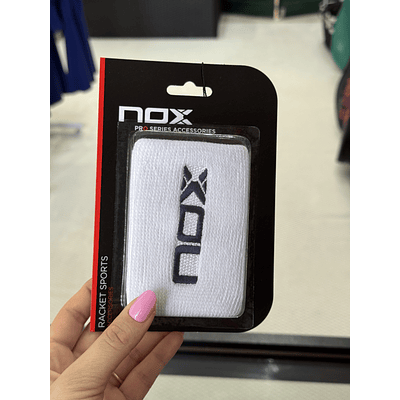 nox
PRO SERIES ACCESSORIES
NOX
RACKET SPORTS